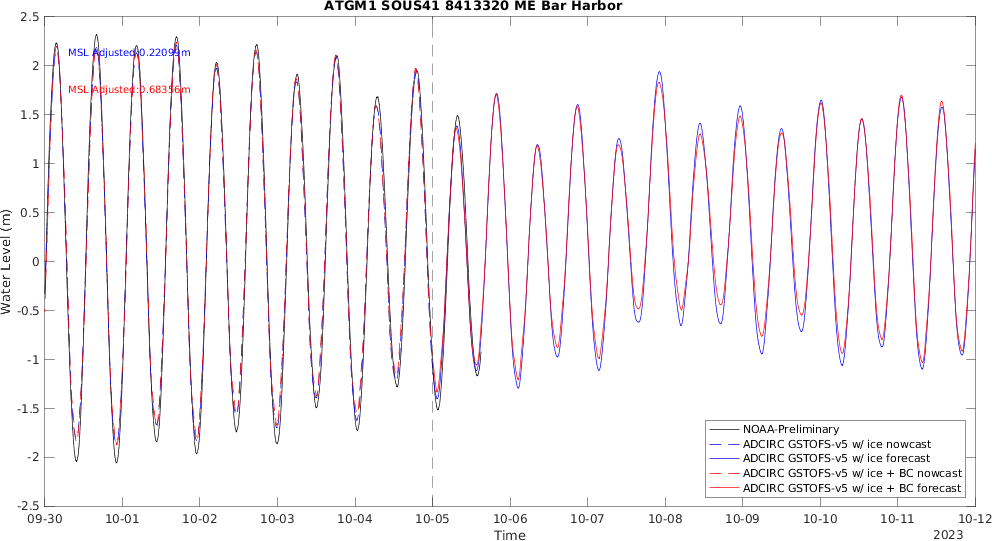 ATGM1 SOUS41 8413320 ME Bar Harbor
MSL Adjusted:0.22099m
MSL Adjusted:0.68356m
Water Level (m)
2.5
2
1.5
1
0.5
0
-0.5
-1
-1.5
-2
-2.5
NOAA-Preliminary
ADCIRC GSTOFS-v5 w/ ice nowcast
ADCIRC GSTOFS-v5 w/ ice forecast
ADCIRC GSTOFS-v5 w/ ice + BC nowcast
ADCIRC GSTOFS-v5 w/ ice + BC forecast
09-30 10-01 10-02 10-03 10-04 10-05 10-06 10-07 10-08 10-09 10-10 10-11 10-12
Time
2023